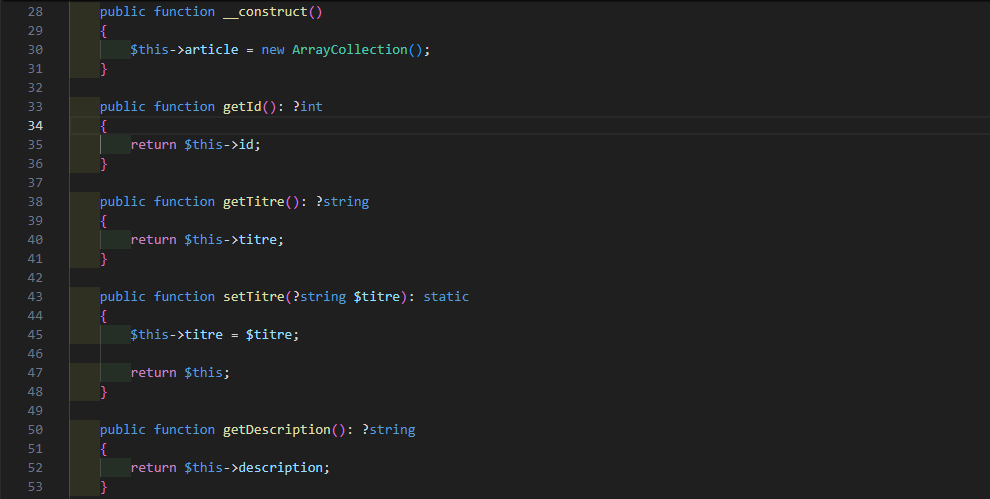 28 public function __construct()
29 {
30 $this->article = new ArrayCollection();
31 }
32
33 public function getId(): ?int
34 {
35 return $this->id;
36 }
37
38 public function getTitre(): ?string
39 {
40 return $this->titre;
41 }
42
43 public function setTitre(?string $titre): static
44 {
45 $this->titre = $titre;
46
47 return $this;
48 }
49
50 public function getDescription(): ?string
51 {
52 return $this->description;
53 }